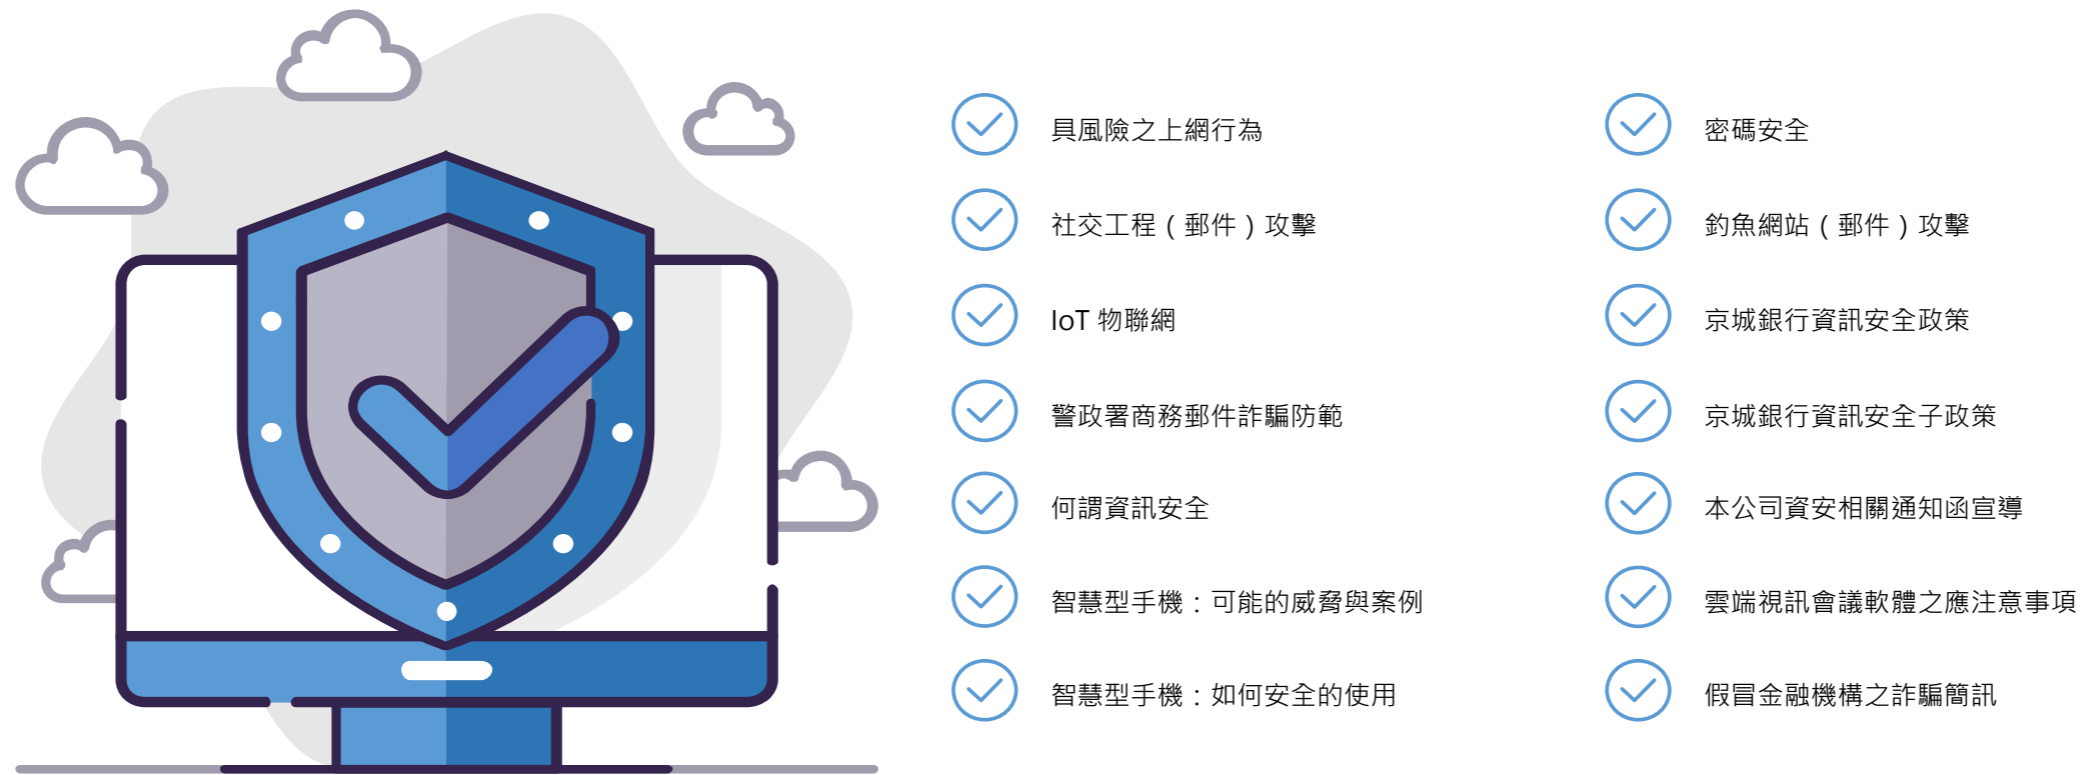 具風險之上網行為
社交工程（郵件）攻擊
IoT 物聯網
警政署商務郵件詐騙防範
何謂資訊安全
智慧型手機：可能的威脅與案例
智慧型手機：如何安全的使用
密碼安全
釣魚網站（郵件）攻擊
京城銀行資訊安全政策
京城銀行資訊安全子政策
本公司資安相關通知函宣導
雲端視訊會議軟體之應注意事項
假冒金融機構之詐騙簡訊